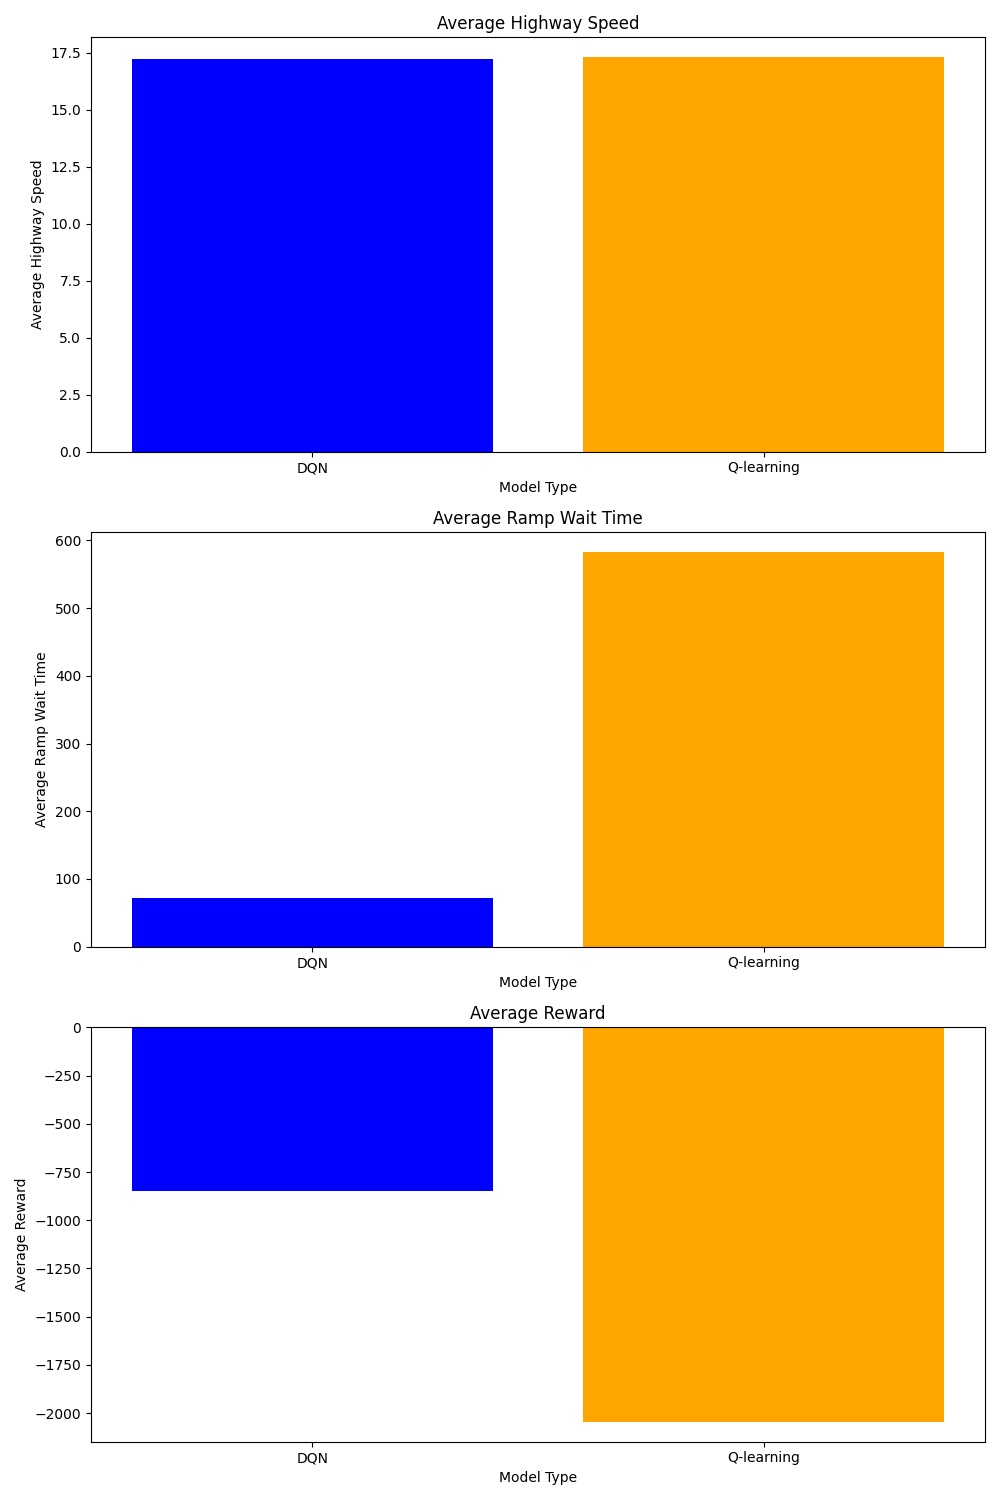 Average Highway Speed
17.5
15.0
12.5
10.0
7.5
5.0
2.5
0.0
Average Highway Speed
DQN Q-learning
Model Type
Average Ramp Wait Time
600
500
400
300
200
100
0
Average Ramp Wait Time
DQN Q-learning
Model Type
Average Reward
0
−250
−500
−750
−1000
−1250
−1500
−1750
−2000
Average Reward
DQN Q-learning
Model Type